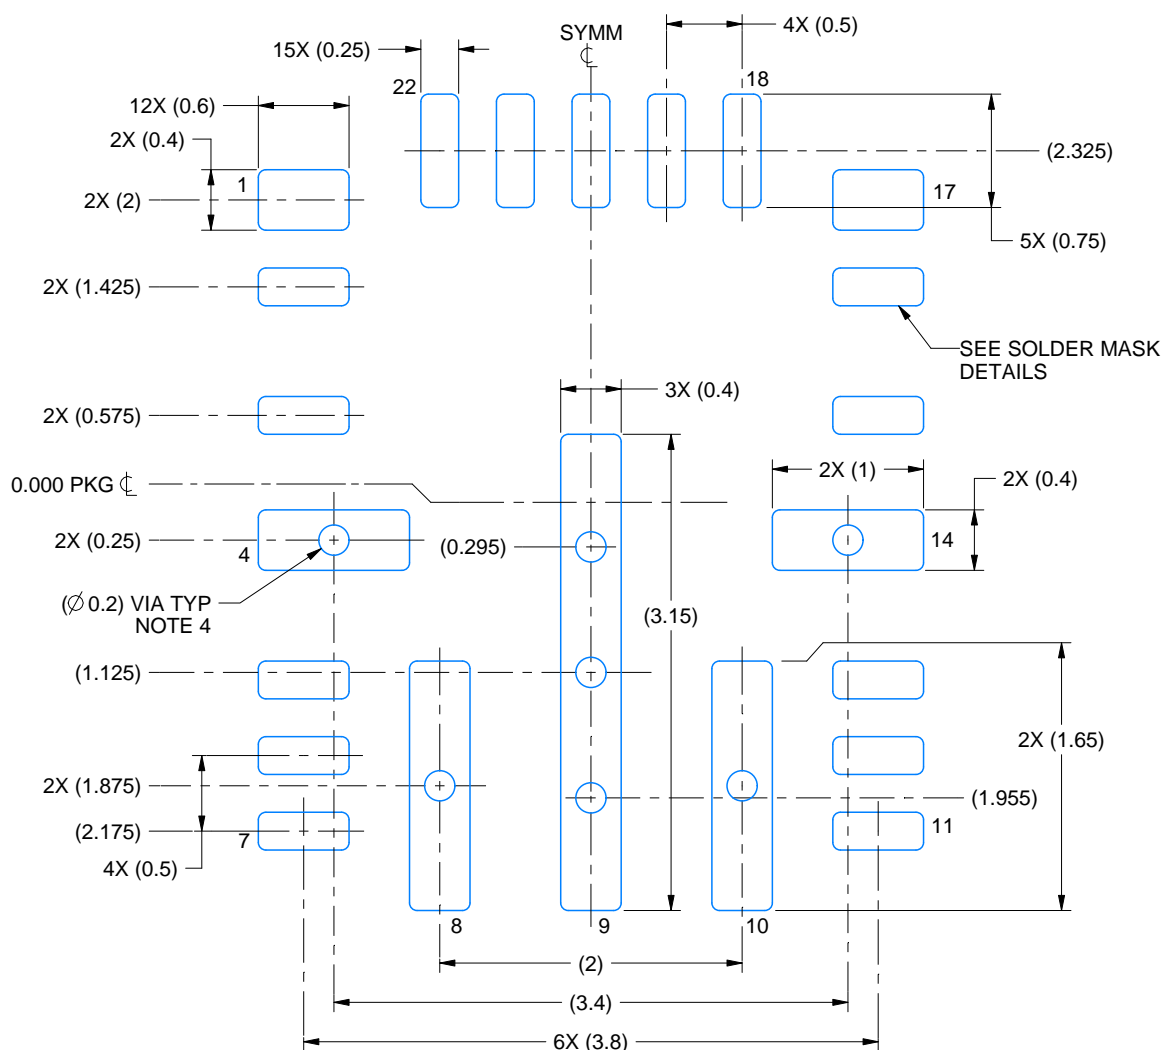 SYMM
℄
4X (0.5)
15X (0.25)
22
18
12X (0.6)
2X (0.4)
(2.325)
1
17
2X (2)
5X (0.75)
2X (1.425)
SEE SOLDER MASK
DETAILS
3X (0.4)
2X (0.575)
2X (1)
2X (0.4)
0.000 PKG ℄
2X (0.25)
4
(0.295)
14
(∅ 0.2) VIA TYP
NOTE 4
(3.15)
(1.125)
2X (1.65)
2X (1.875)
(1.955)
(2.175)
7
11
4X (0.5)
8
9
10
(2)
(3.4)
6X (3.8)